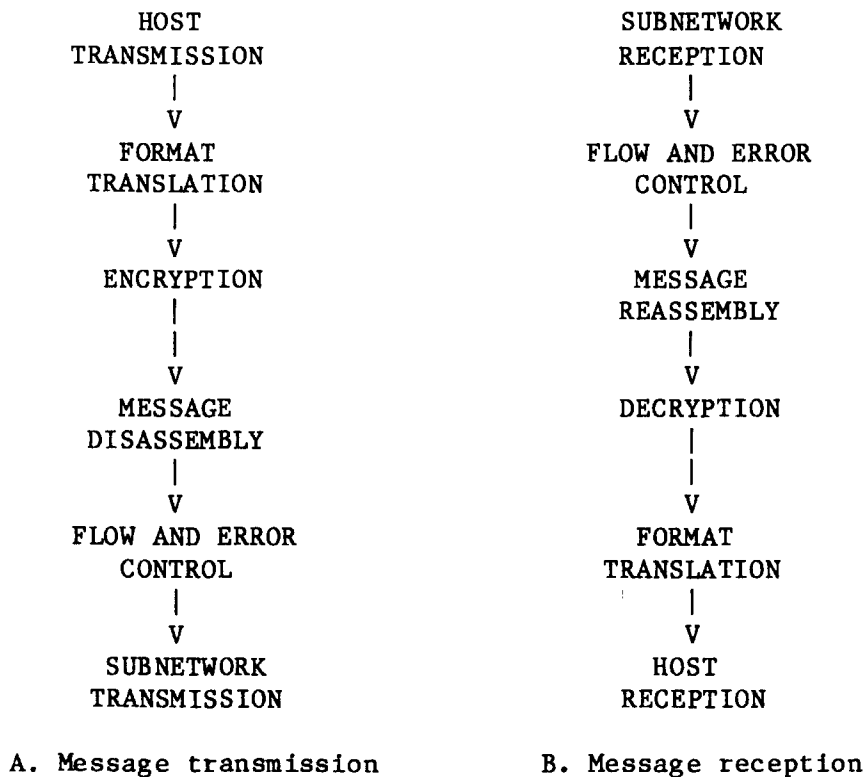 HOST
TRANSMISSION
|
V
FORMAT
TRANSLATION
|
V
ENCRYPTION
|
|
V
MESSAGE
DISASSEMBLY
|
V
FLOW AND ERROR
CONTROL
|
V
SUBNETWORK
TRANSMISSION
A. Message transmission
SUBNETWORK
RECEPTION
|
V
FLOW AND ERROR
CONTROL
|
V
MESSAGE
REASSEMBLY
|
V
DECRYPTION
|
|
V
FORMAT
TRANSLATION
|
V
HOST
RECEPTION
B. Message reception